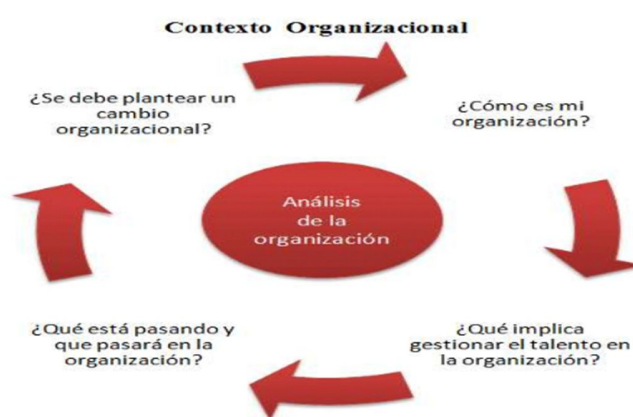 Contexto Organizacional
¿Se debe plantear un
cambio
organizacional?
¿Cómo es mi
organización?
Análisis
de la
organización
¿Qué está pasando y
que pasará en la
organización?
¿Qué implica
gestionar el talento en
la organización?